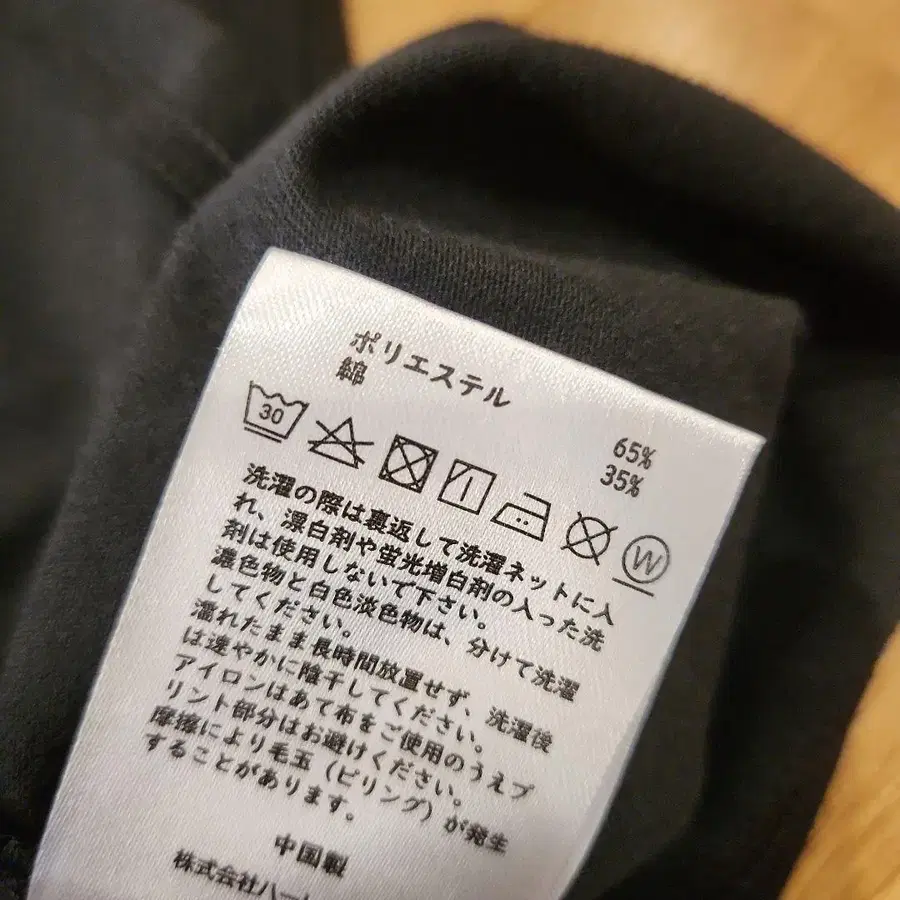 ポリエステル 65%
綿 35%
30
W
洗濯の際は裏返して洗濯ネットに入
れ、漂白剤や蛍光増白剤の入った洗
剤は使用しないで下さい。
濃色物と白色淡色物は、分けて洗濯
してください。
濡れたまま長時間放置せず、洗濯後
は速やかに陰干してください。
アイロンはあて布をご使用のうえプ
リント部分はお避けください。
摩擦により毛玉(ピリング)が発生
することがあります。
中国製
株式会社ハー